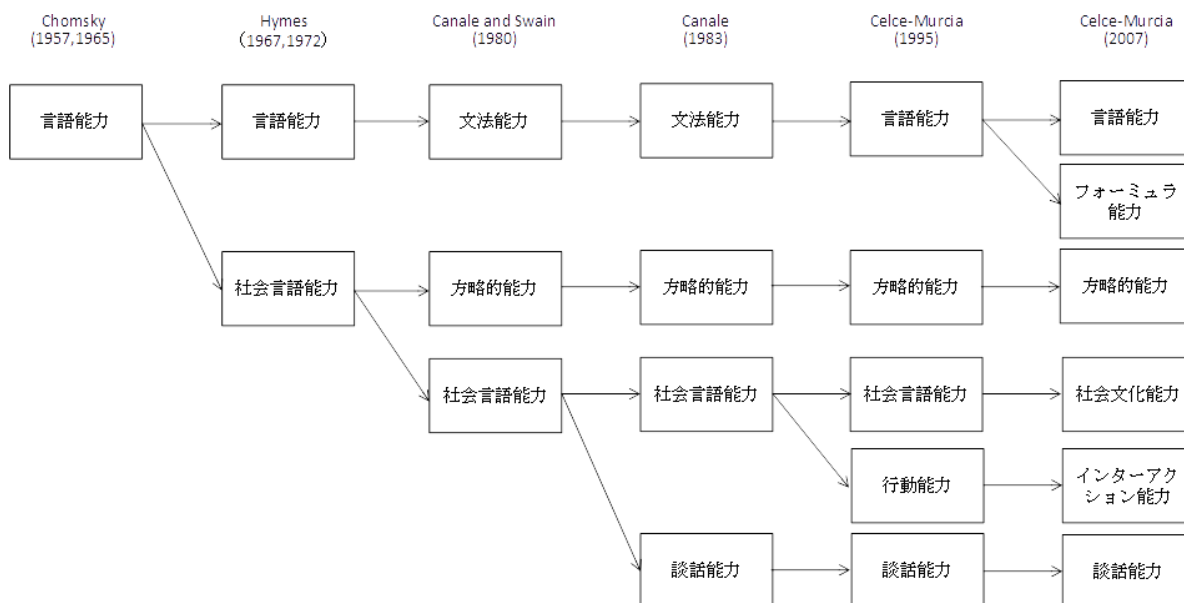 Chomsky
(1957,1965)
Hymes
（1967,1972）
Canale and Swain
(1980)
Canale
(1983)
Celce-Murcia
(1995)
Celce-Murcia
(2007)
言語能力
言語能力
文法能力
文法能力
言語能力
言語能力
フォーミュラ
能力
社会言語能力
方略的能力
方略的能力
方略的能力
方略的能力
社会言語能力
社会言語能力
社会言語能力
社会文化能力
行動能力
インターアク
ション能力
談話能力
談話能力
談話能力